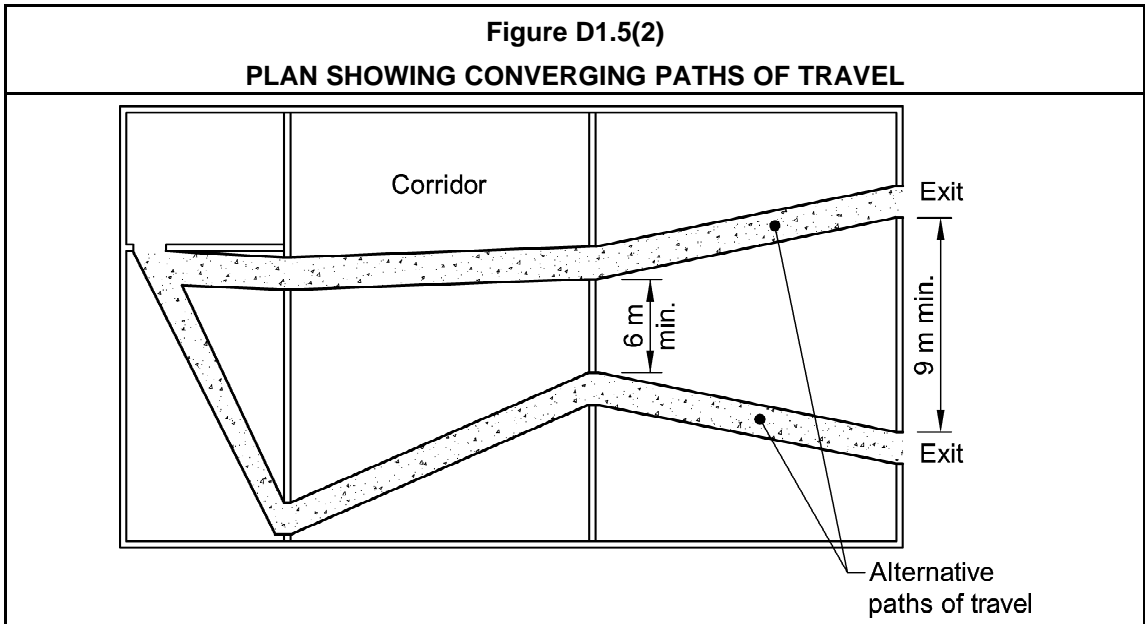 Figure D1.5(2)
PLAN SHOWING CONVERGING PATHS OF TRAVEL
Corridor
Exit
6 m
min.
9 m min.
Exit
Alternative
paths of travel